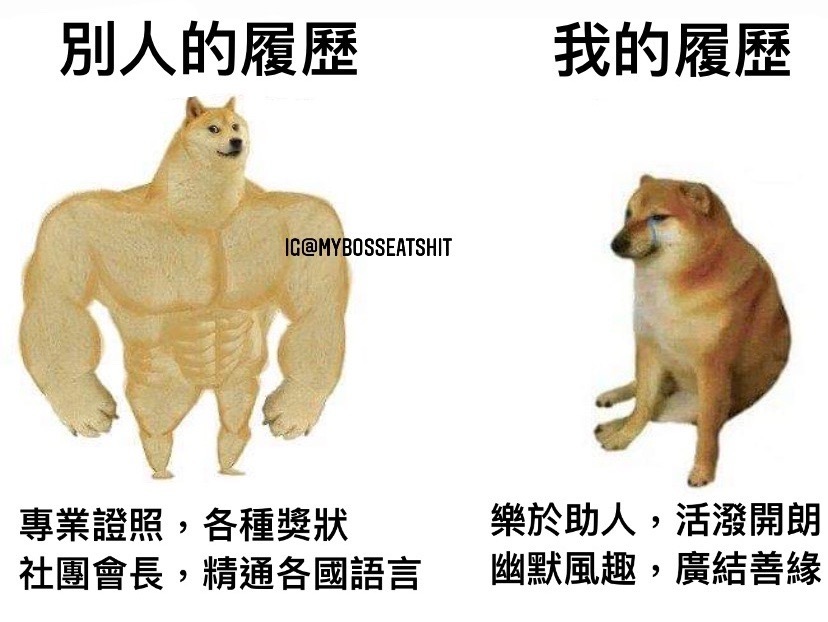 別人的履歷
我的履歷
IG@MYBOSSEATSHIT
專業證照，各種獎狀
社團會長，精通各國語言
樂於助人，活潑開朗
幽默風趣，廣結善緣